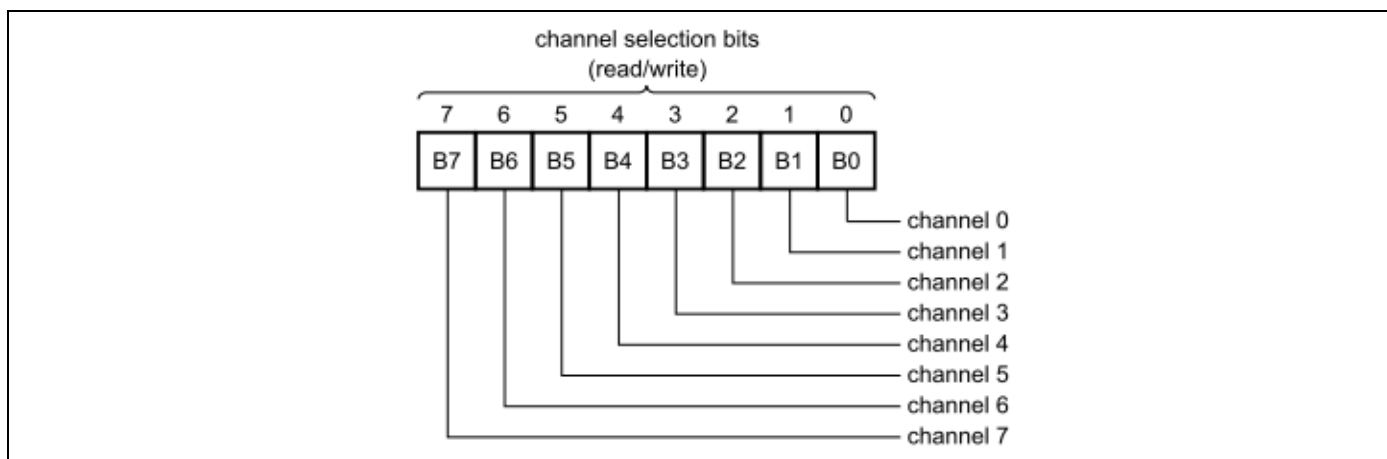 channel selection bits
(read/write)
7 6 5 4 3 2 1 0
B7 B6 B5 B4 B3 B2 B1 B0
channel 0
channel 1
channel 2
channel 3
channel 4
channel 5
channel 6
channel 7